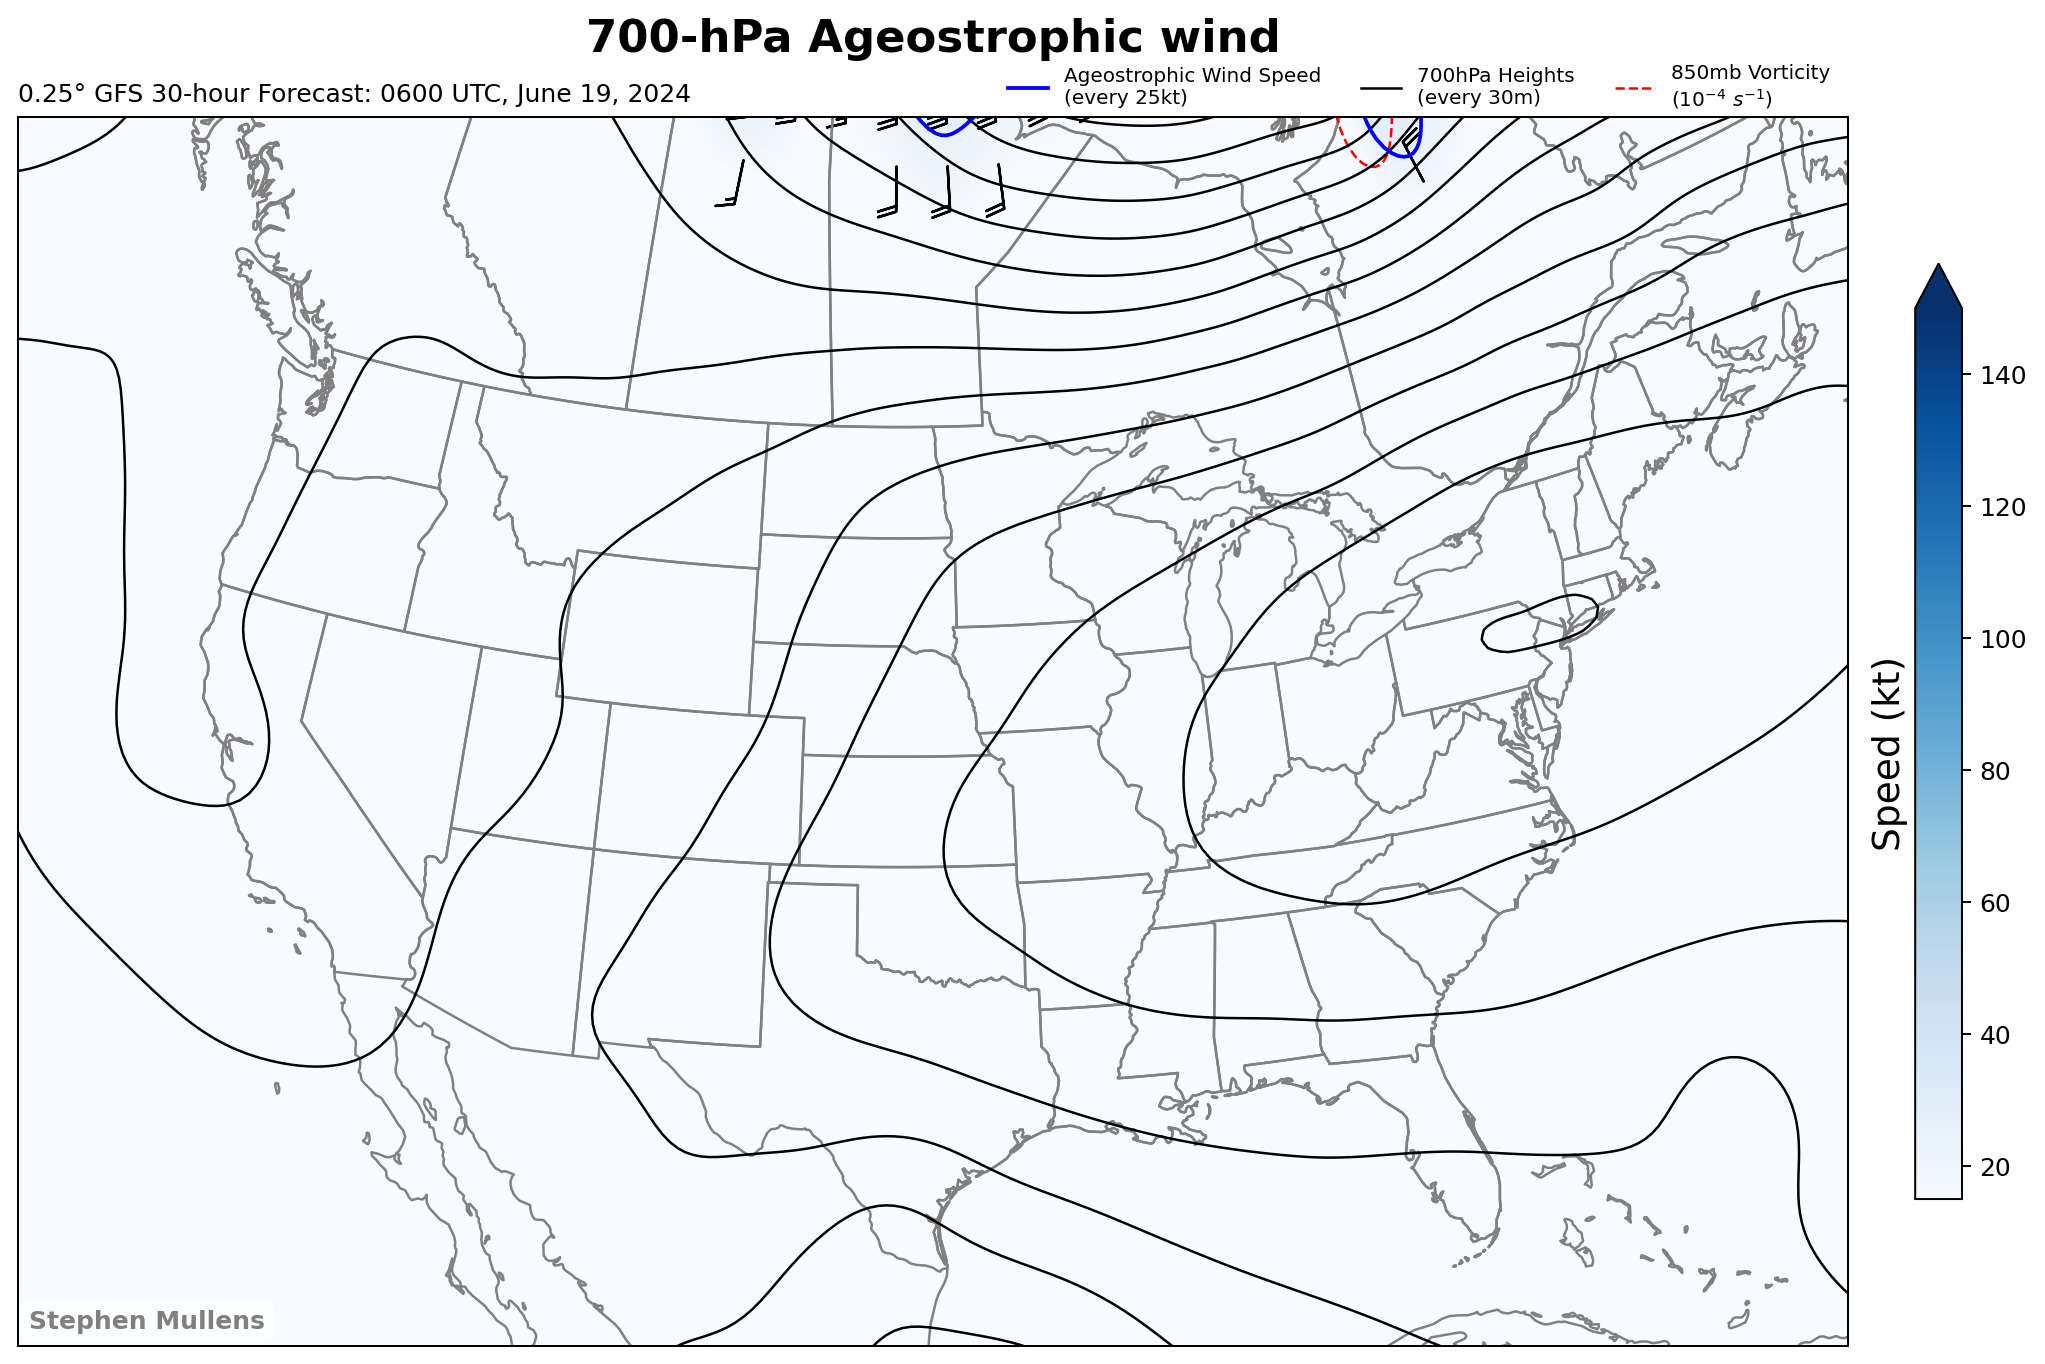 700-hPa Ageostrophic wind
0.25° GFS 30-hour Forecast: 0600 UTC, June 19, 2024
Ageostrophic Wind Speed
(every 25kt)
700hPa Heights
(every 30m)
850mb Vorticity
(10⁻⁴ s⁻¹)
140
120
100
80
60
40
20
Speed (kt)
Stephen Mullens